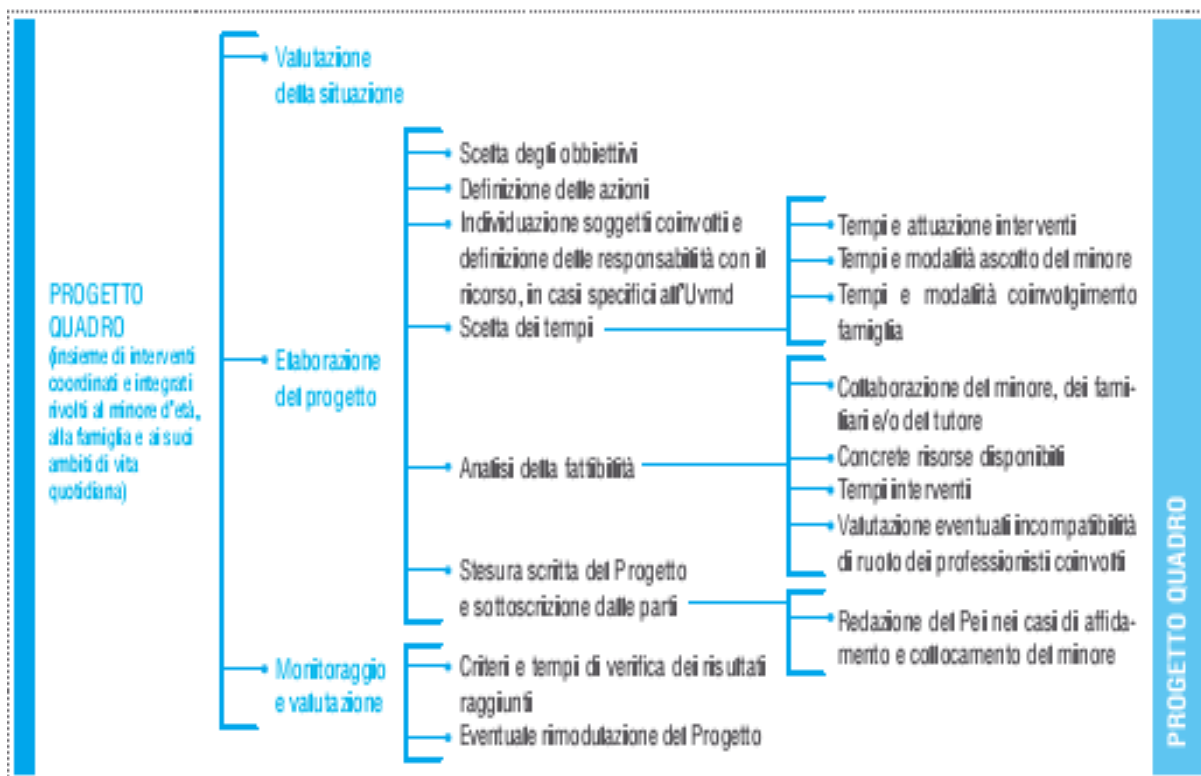 PROGETTO
QUADRO
(insieme di interventi
coordinati e integrati
rivolti al minore d'età,
alla famiglia e ai suoi
ambiti di vita
quotidiana)
Valutazione
della situazione
Elaborazione
del progetto
Scelta degli obbiettivi
Definizione delle azioni
Individuazione soggetti coinvolti e
definizione delle responsabilità con il
ricorso, in casi specifici all'Uvmd
Scelta dei tempi
Tempi e attuazione interventi
Tempi e modalità ascolto del minore
Tempi e modalità coinvolgimento
famiglia
Analisi della fattibilità
Collaborazione del minore, dei fami-
liari e/o del tutore
Concrete risorse disponibili
Tempi interventi
Valutazione eventuali incompatibilità
di ruolo dei professionisti coinvolti
Stesura scritta del Progetto
e sottoscrizione dalle parti
Redazione del Pei nei casi di affida-
mento e collocamento del minore
Monitoraggio
e valutazione
Criteri e tempi di verifica dei risultati
raggiunti
Eventuale rimodulazione del Progetto
PROGETTO QUADRO